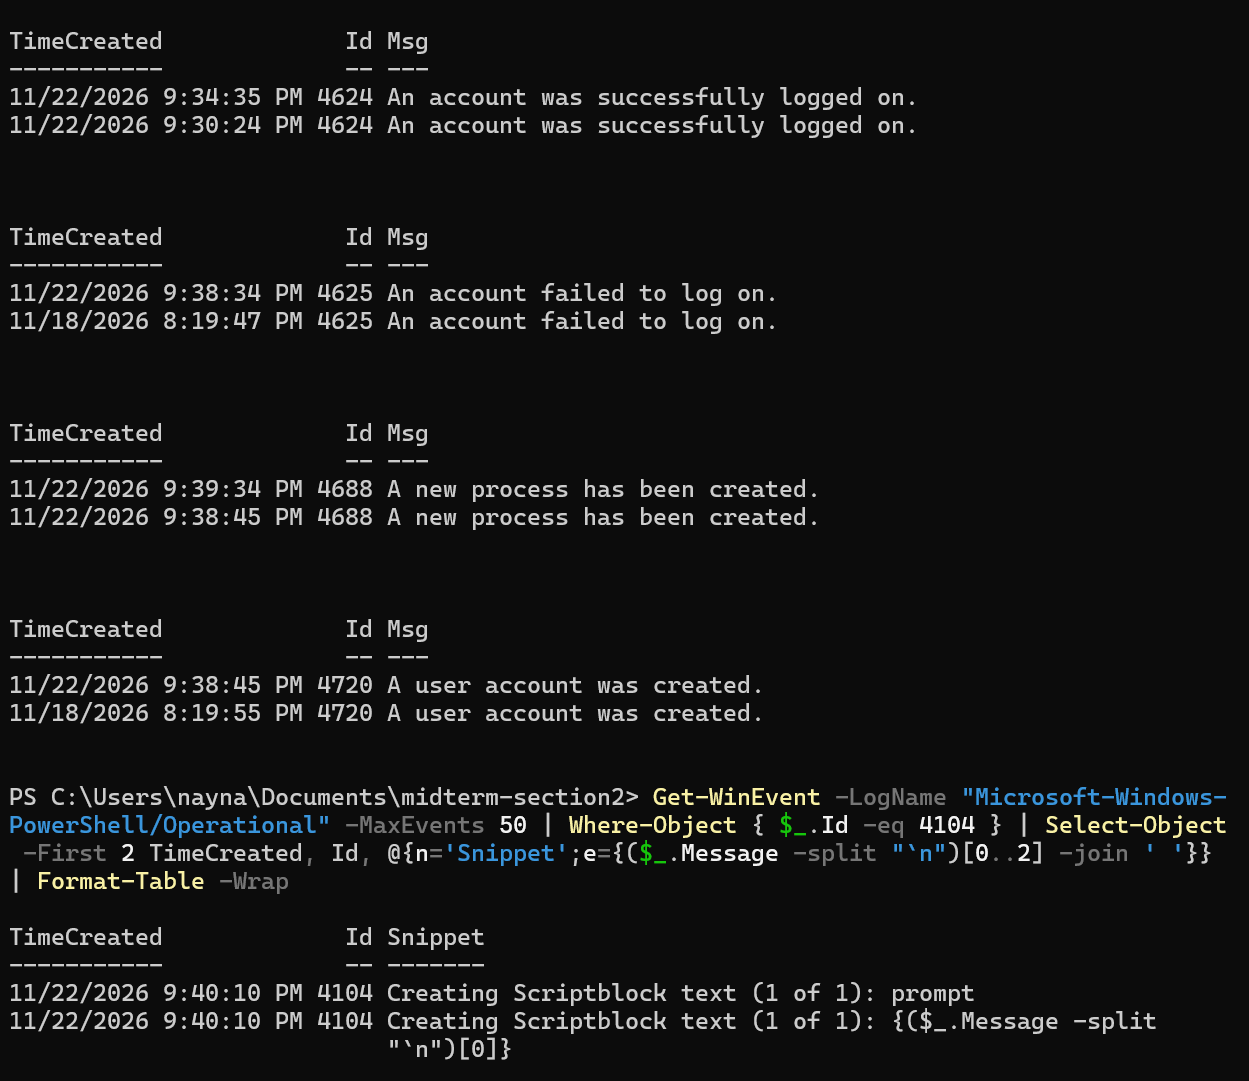 TimeCreated             Id Msg
-----------             -- ---
11/22/2026 9:34:35 PM 4624 An account was successfully logged on.
11/22/2026 9:30:24 PM 4624 An account was successfully logged on.
TimeCreated             Id Msg
-----------             -- ---
11/22/2026 9:38:34 PM 4625 An account failed to log on.
11/18/2026 8:19:47 PM 4625 An account failed to log on.
TimeCreated             Id Msg
-----------             -- ---
11/22/2026 9:39:34 PM 4688 A new process has been created.
11/22/2026 9:38:45 PM 4688 A new process has been created.
TimeCreated             Id Msg
-----------             -- ---
11/22/2026 9:38:45 PM 4720 A user account was created.
11/18/2026 8:19:55 PM 4720 A user account was created.
PS C:\Users\nayna\Documents\midterm-section2> Get-WinEvent -LogName "Microsoft-Windows-
PowerShell/Operational" -MaxEvents 50 | Where-Object { $_.Id -eq 4104 } | Select-Object
 -First 2 TimeCreated, Id, @{n='Snippet';e={($_.Message -split "`n")[0..2] -join ' '}}
| Format-Table -Wrap
TimeCreated             Id Snippet
-----------             -- -------
11/22/2026 9:40:10 PM 4104 Creating Scriptblock text (1 of 1): prompt
11/22/2026 9:40:10 PM 4104 Creating Scriptblock text (1 of 1): {($_.Message -split
                           "`n")[0]}